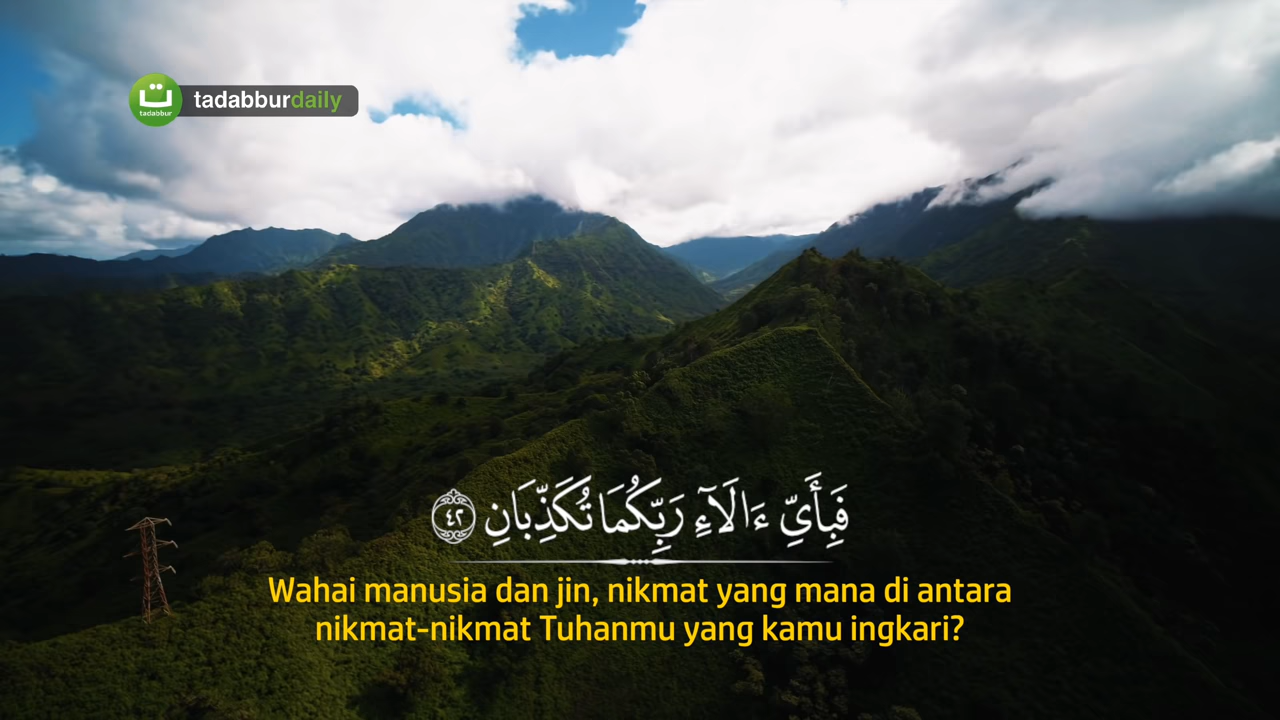 ت
tadabbur
tadabburdaily
فَبِأَيِّ ءَالَآءِ رَبِّكُمَا تُكَذِّبَانِ ٤٢
Wahai manusia dan jin, nikmat yang mana di antara
nikmat-nikmat Tuhanmu yang kamu ingkari?